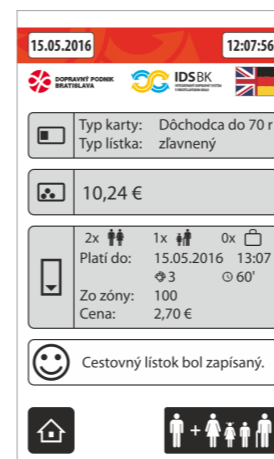 15.05.2016 12:07:56
DOPRAVNÝ PODNIK
BRATISLAVA
IDS BK
Typ karty: Dôchodca do 70 r
Typ lístka: zľavnený
10,24 €
2x 1x 0x
Platí do: 15.05.2016 13:07
3 60'
Zo zóny: 100
Cena: 2,70 €
Cestovný lístok bol zapísaný.
+